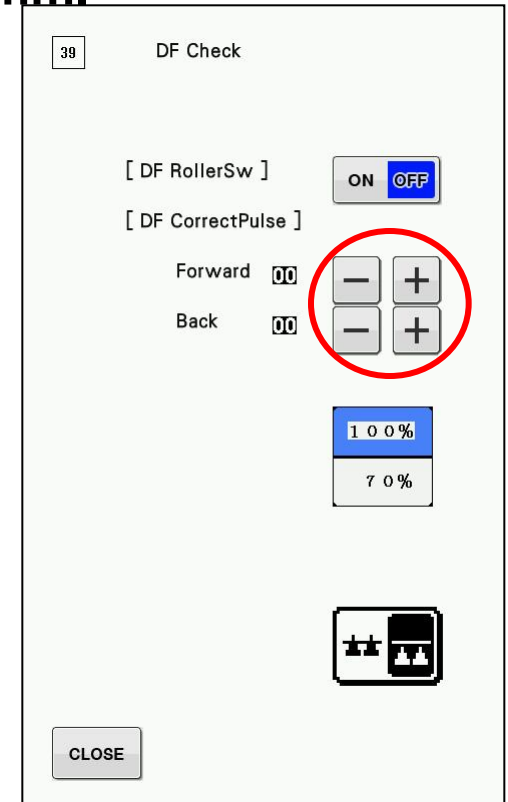 39 DF Check
[ DF RollerSw ] ON OFF
[ DF CorrectPulse ]
Forward 00 − +
Back 00 − +
100%
70%
CLOSE